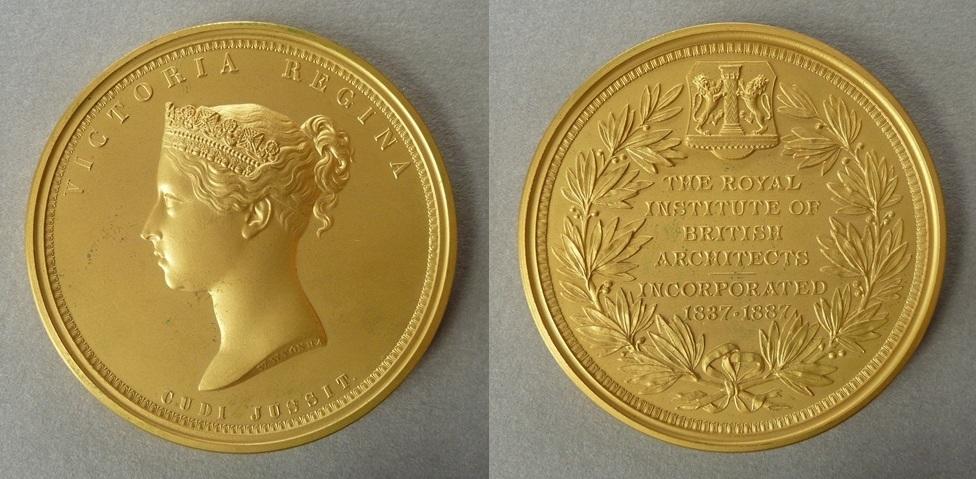 VICTORIA REGINA
CUDI JUSSIT.
THE ROYAL
INSTITUTE OF
BRITISH
ARCHITECTS
INCORPORATED
1837·1887